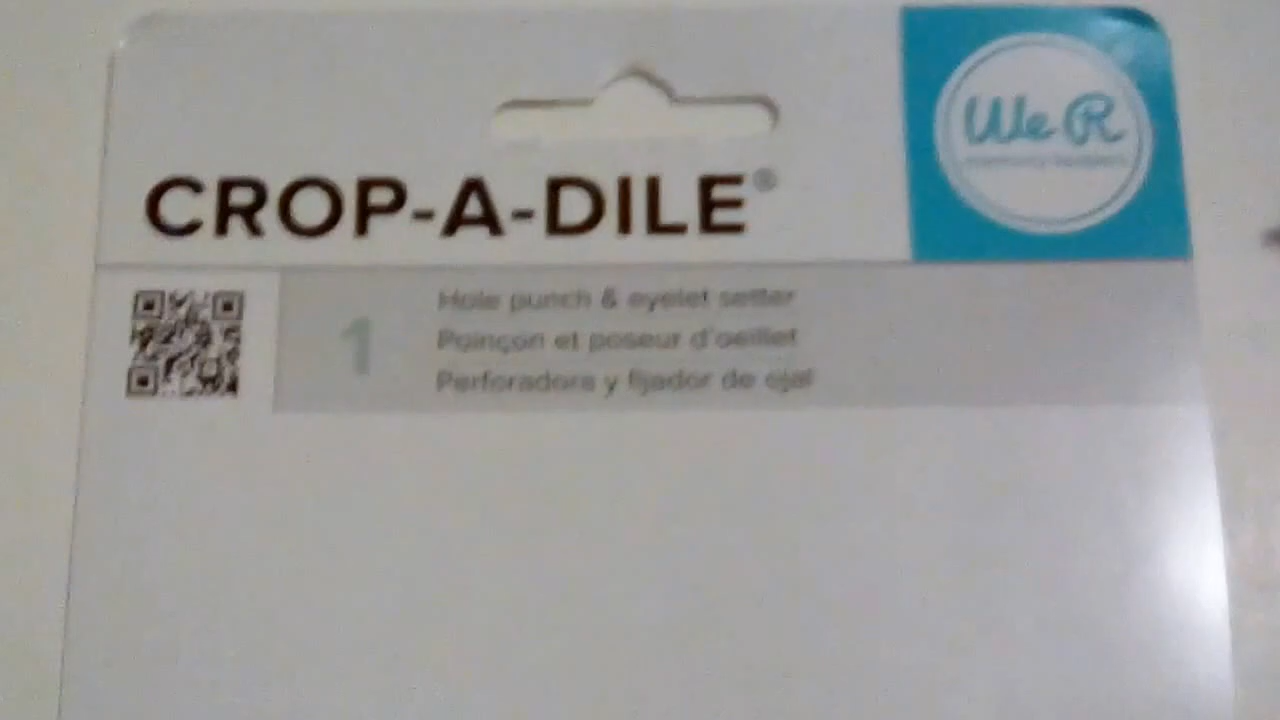 We R
CROP-A-DILE®
1
Hole punch & eyelet setter
Poinçon et poseur d'oeillet
Perforadora y fijador de ojal